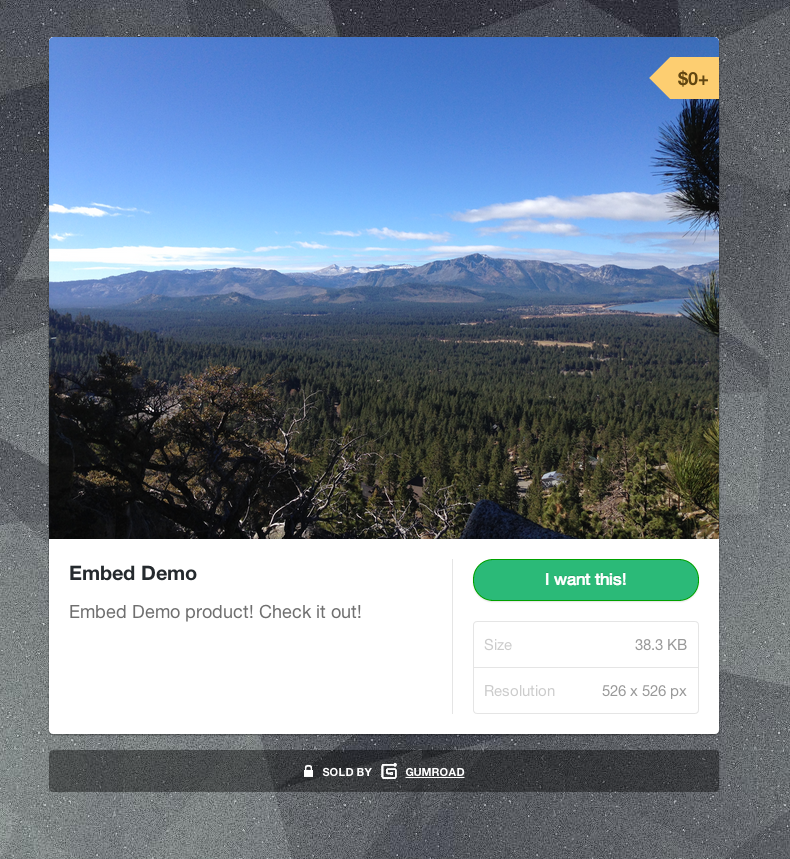 $0+
Embed Demo
Embed Demo product! Check it out!
I want this!
Size 38.3 KB
Resolution 526 x 526 px
SOLD BY GUMROAD